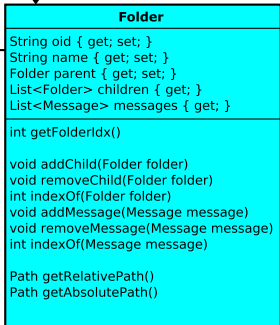 Folder
String oid { get; set; }
String name { get; set; }
Folder parent { get; set; }
List<Folder> children { get; }
List<Message> messages { get; }
int getFolderIdx()
void addChild(Folder folder)
void removeChild(Folder folder)
int indexOf(Folder folder)
void addMessage(Message message)
void removeMessage(Message message)
int indexOf(Message message)
Path getRelativePath()
Path getAbsolutePath()